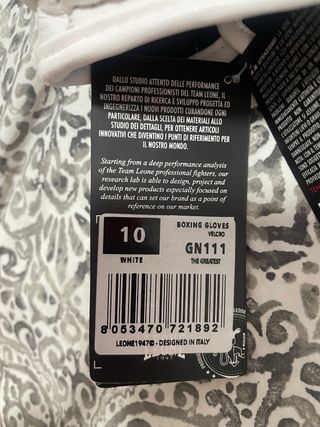 DALLO STUDIO ATTENTO DELLE PERFORMANCE
DEI CAMPIONI PROFESSIONISTI DEL TEAM LEONE, IL
NOSTRO REPARTO DI RICERCA E SVILUPPO PROGETTA ED
INGEGNERIZZA I NUOVI PRODOTTI CURANDONE OGNI
PARTICOLARE, DALLA SCELTA DEI MATERIALI ALLO
STUDIO DEI DETTAGLI, PER OTTENERE ARTICOLI
INNOVATIVI CHE DIVENTINO I PUNTI DI RIFERIMENTO PER
IL NOSTRO MONDO.
Starting from a deep performance analysis
of the Team Leone professional fighters, our
research lab is able to design, project and
develop new products especially focused on
details that can set our brand as a point of
reference on our market.
10
WHITE
BOXING GLOVES
VELCRO
GN111
THE GREATEST
8 053470 721892
LEONE1947© - DESIGNED IN ITALY